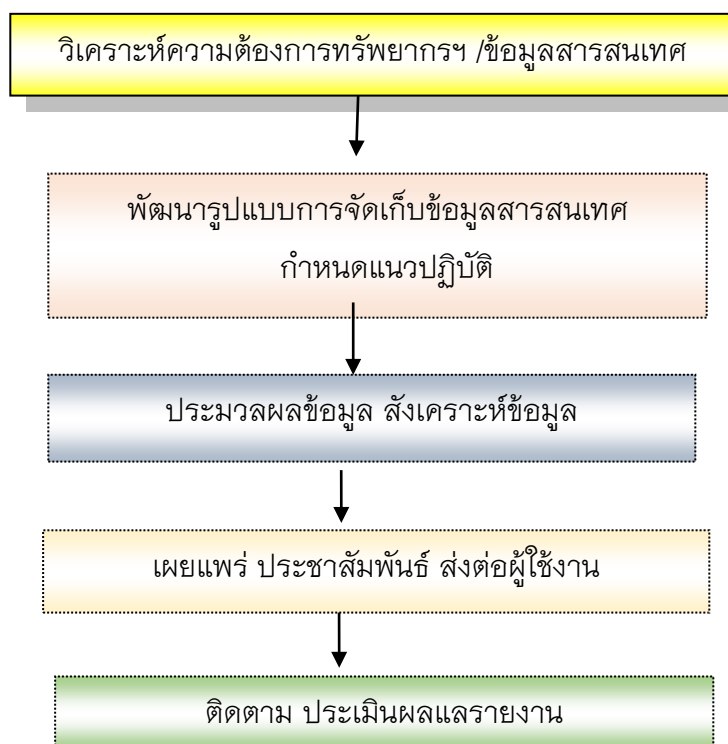 วิเคราะห์ความต้องการทรัพยากรฯ /ข้อมูลสารสนเทศ
พัฒนารูปแบบการจัดเก็บข้อมูลสารสนเทศ
กำหนดแนวปฏิบัติ
ประมวลผลข้อมูล สังเคราะห์ข้อมูล
เผยแพร่ ประชาสัมพันธ์ ส่งต่อผู้ใช้งาน
ติดตาม ประเมินผลแลรายงาน